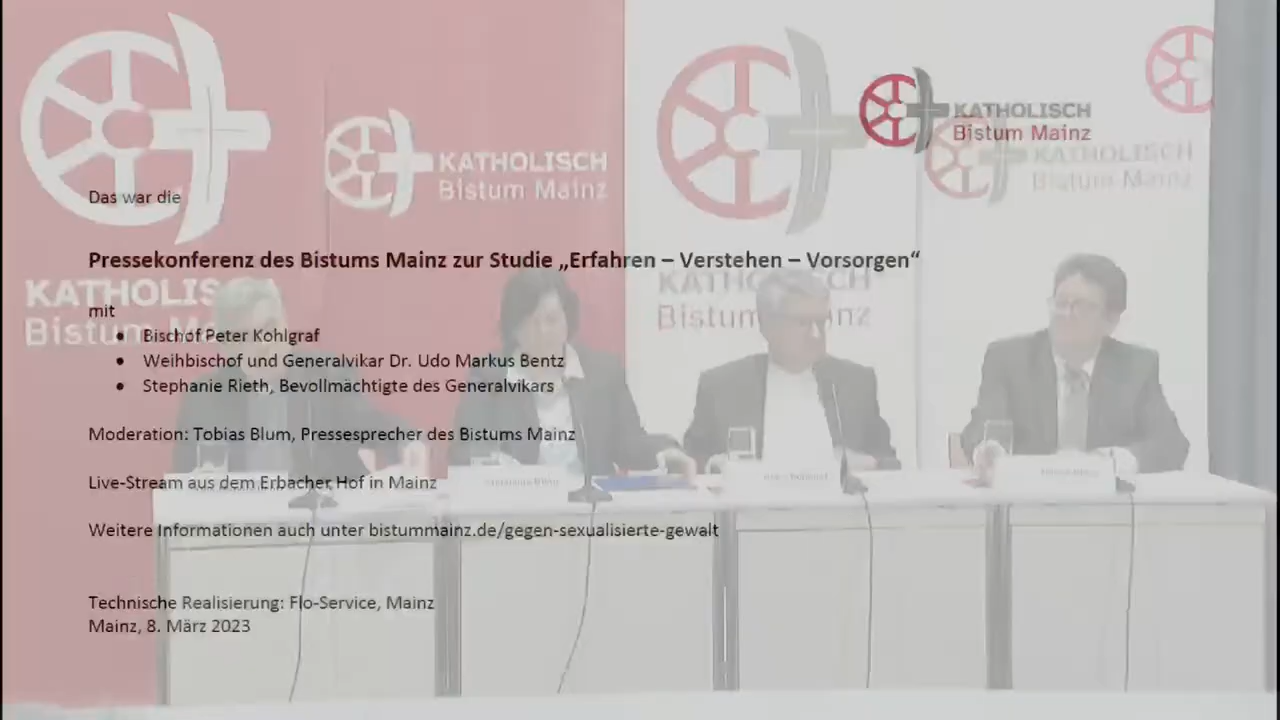 KATHOLISCH
Bistum Mainz
KATHOLISCH
Bistum Mainz
KATHOLISCH
Bistum Mainz
Das war die
Pressekonferenz des Bistums Mainz zur Studie „Erfahren – Verstehen – Vorsorgen“
KATHOLISCH
Bistum
KATHOLISCH
Bistum Mainz
mit
• Bischof Peter Kohlgraf
• Weihbischof und Generalvikar Dr. Udo Markus Bentz
• Stephanie Rieth, Bevollmächtigte des Generalvikars
Moderation: Tobias Blum, Pressesprecher des Bistums Mainz
Live-Stream aus dem Erbacher Hof in Mainz
Weitere Informationen auch unter bistummainz.de/gegen-sexualisierte-gewalt
Technische Realisierung: Flo-Service, Mainz
Mainz, 8. März 2023